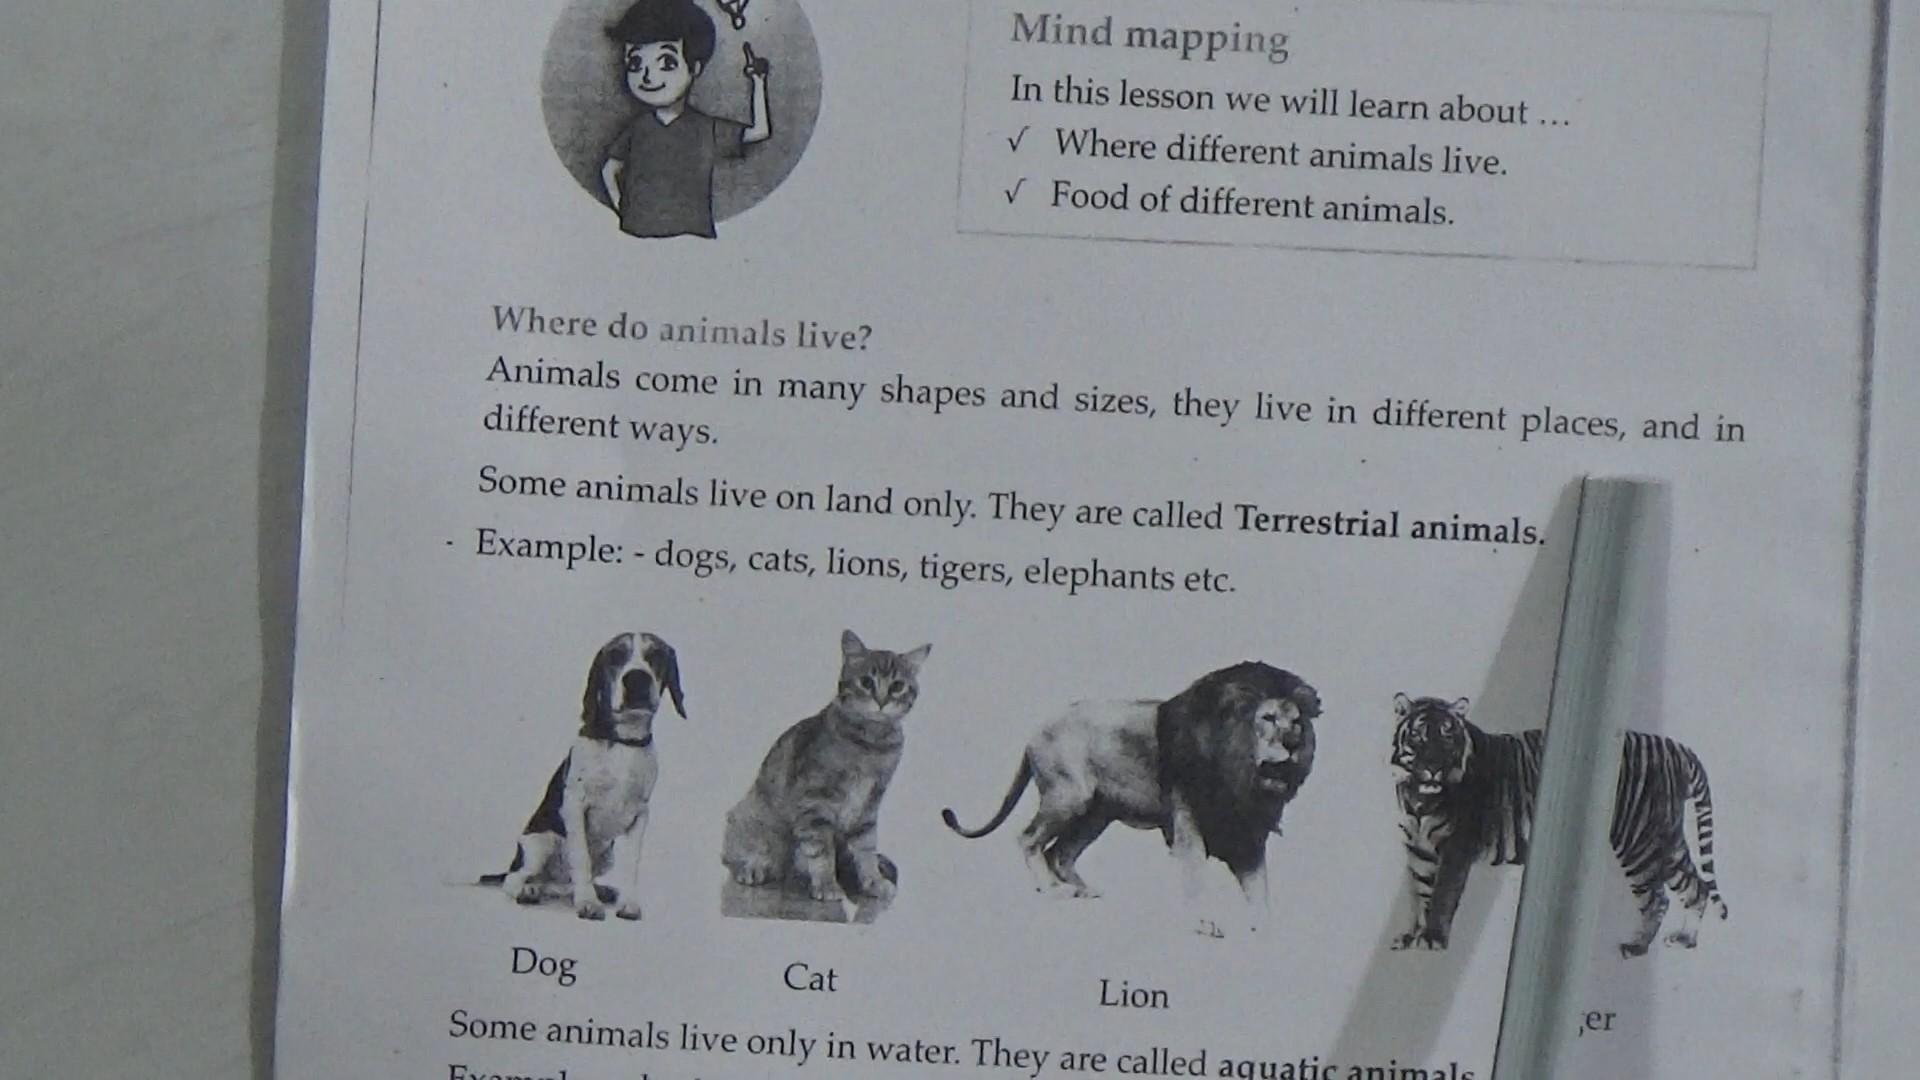 Mind mapping
In this lesson we will learn about ...
✓ Where different animals live.
✓ Food of different animals.
Where do animals live?
Animals come in many shapes and sizes, they live in different places, and in
different ways.
Some animals live on land only. They are called Terrestrial animals.
- Example: - dogs, cats, lions, tigers, elephants etc.
Dog Cat Lion
Some animals live only in water. They are called aquatic animals